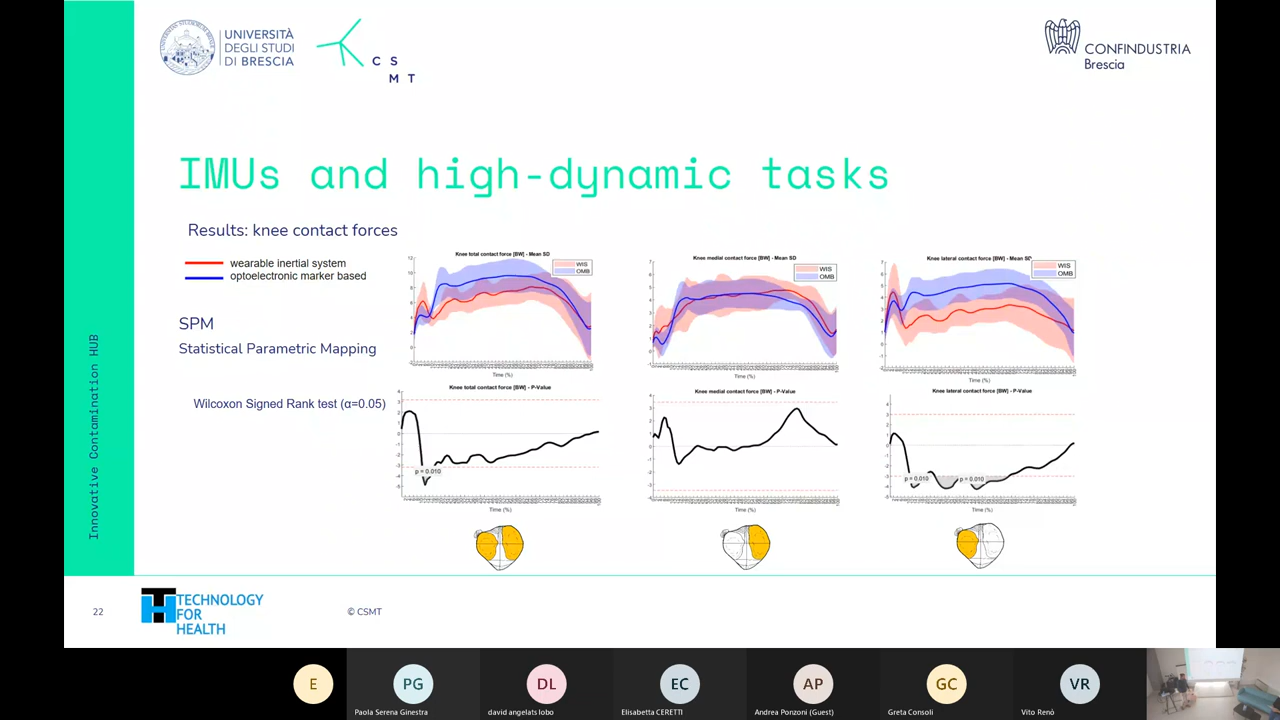 UNIVERSITÀ
DEGLI STUDI
DI BRESCIA
C S
M T
CONFINDUSTRIA
Brescia
IMUs and high-dynamic tasks
Results: knee contact forces
wearable inertial system
optoelectronic marker based
SPM
Statistical Parametric Mapping
Wilcoxon Signed Rank test (α=0.05)
Knee total contact force [BW] - Mean SD
WIS
OMB
Time (%)
Knee medial contact force [BW] - Mean SD
WIS
OMB
Time (%)
Knee lateral contact force [BW] - Mean SD
WIS
OMB
Time (%)
Knee total contact force [BW] - P-Value
p = 0.010
Time (%)
Knee medial contact force [BW] - P-Value
Time (%)
Knee lateral contact force [BW] - P-Value
p = 0.010
p = 0.010
Time (%)
Innovative Contamination HUB
22
TECHNOLOGY
FOR
HEALTH
© CSMT
E
PG
DL
EC
AP
GC
VR
Paola Serena Ginestra
david angelats lobo
Elisabetta CERETTI
Andrea Ponzoni (Guest)
Greta Consoli
Vito Renò